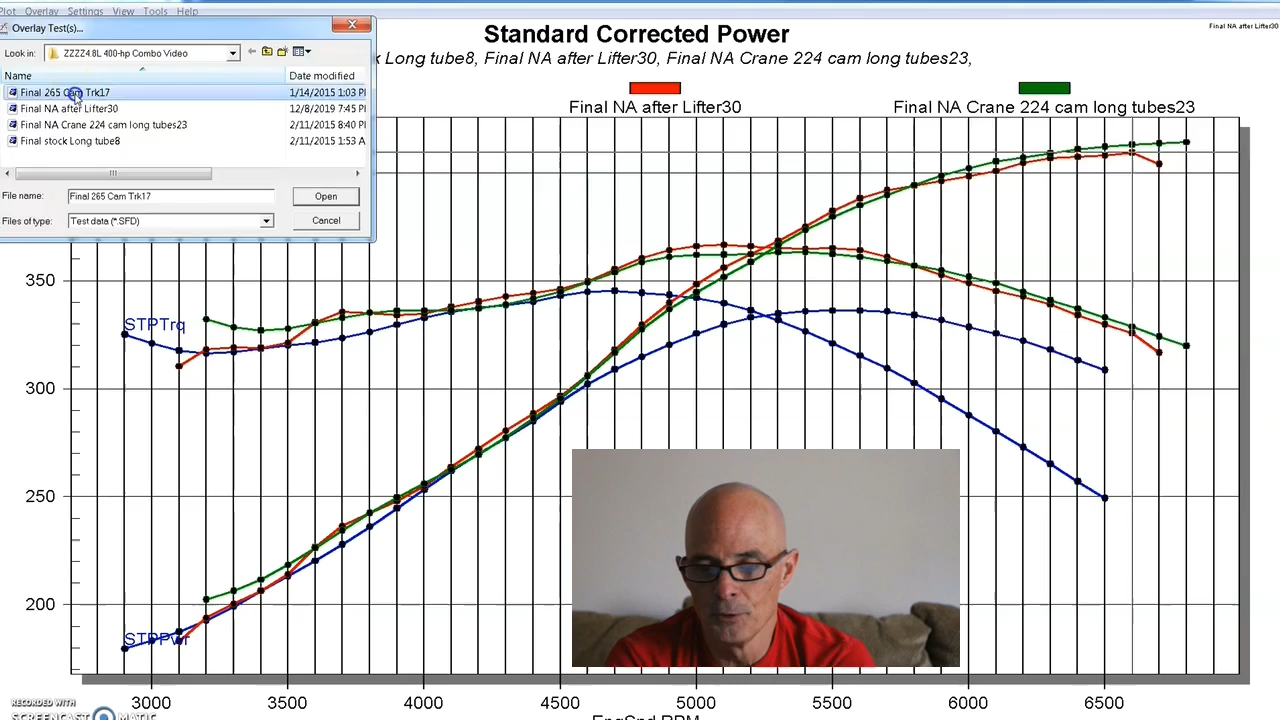 Plot Overlay Settings View Tools Help
Overlay Test(s)...
Look in: ZZZZ4.8L 400-hp Combo Video
Name Date modified
Final 265 Cam Trk17 1/14/2015 1:03 P
Final NA after Lifter30 12/8/2019 7:45 P
Final NA Crane 224 cam long tubes23 2/11/2015 8:40 P
Final stock Long tube8 2/11/2015 1:53 A
File name: Final 265 Cam Trk17 Open
Files of type: Test data (*.SFD) Cancel
Standard Corrected Power
Final NA after Lifter30
k Long tube8, Final NA after Lifter30, Final NA Crane 224 cam long tubes23,
Final NA after Lifter30 Final NA Crane 224 cam long tubes23
350
STPTrq
300
250
200
STPPwr
3000 3500 4000 4500 5000 5500 6000 6500
EngSpd RPM
RECORDED WITH
SCREENCAST MATIC